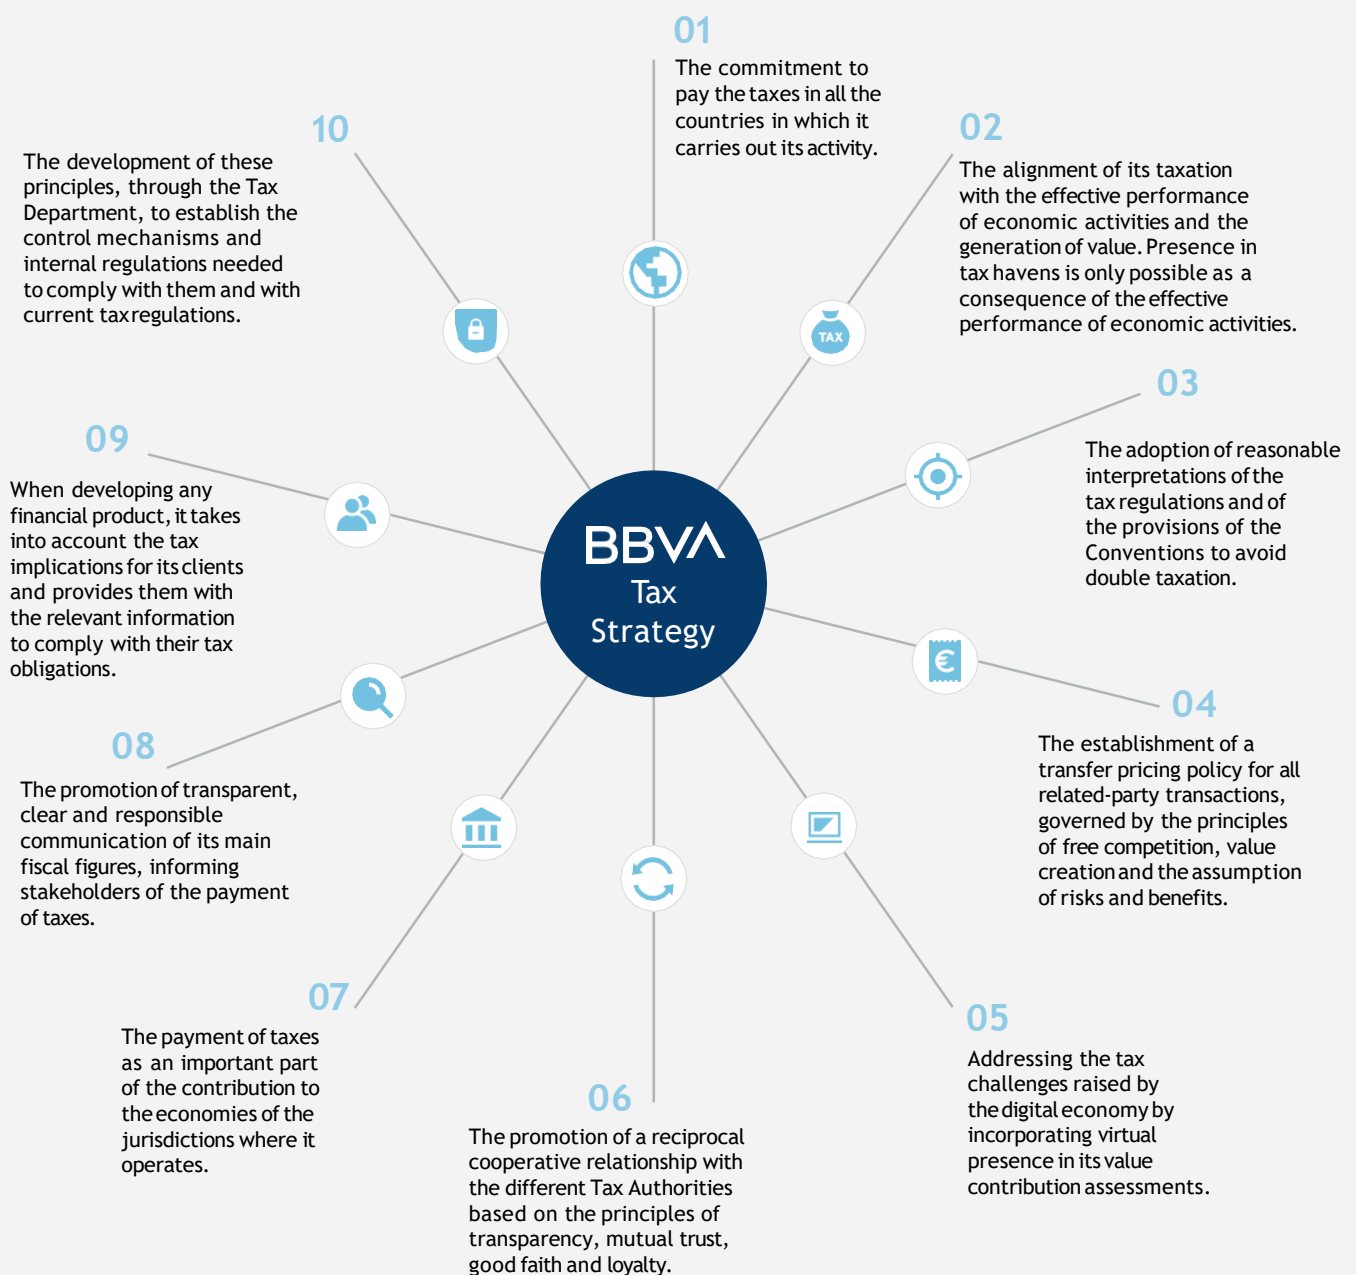 01
The commitment to
pay the taxes in all the
countries in which it
carries out its activity.
02
The alignment of its taxation
with the effective performance
of economic activities and the
generation of value. Presence in
tax havens is only possible as a
consequence of the effective
performance of economic activities.
TAX
03
The adoption of reasonable
interpretations of the
tax regulations and of
the provisions of the
Conventions to avoid
double taxation.
04
The establishment of a
transfer pricing policy for all
related-party transactions,
governed by the principles
of free competition, value
creation and the assumption
of risks and benefits.
€
05
Addressing the tax
challenges raised by
the digital economy by
incorporating virtual
presence in its value
contribution assessments.
06
The promotion of a reciprocal
cooperative relationship with
the different Tax Authorities
based on the principles of
transparency, mutual trust,
good faith and loyalty.
07
The payment of taxes
as an important part
of the contribution to
the economies of the
jurisdictions where it
operates.
08
The promotion of transparent,
clear and responsible
communication of its main
fiscal figures, informing
stakeholders of the payment
of taxes.
09
When developing any
financial product, it takes
into account the tax
implications for its clients
and provides them with
the relevant information
to comply with their tax
obligations.
10
The development of these
principles, through the Tax
Department, to establish the
control mechanisms and
internal regulations needed
to comply with them and with
current tax regulations.
BBVA
Tax
Strategy